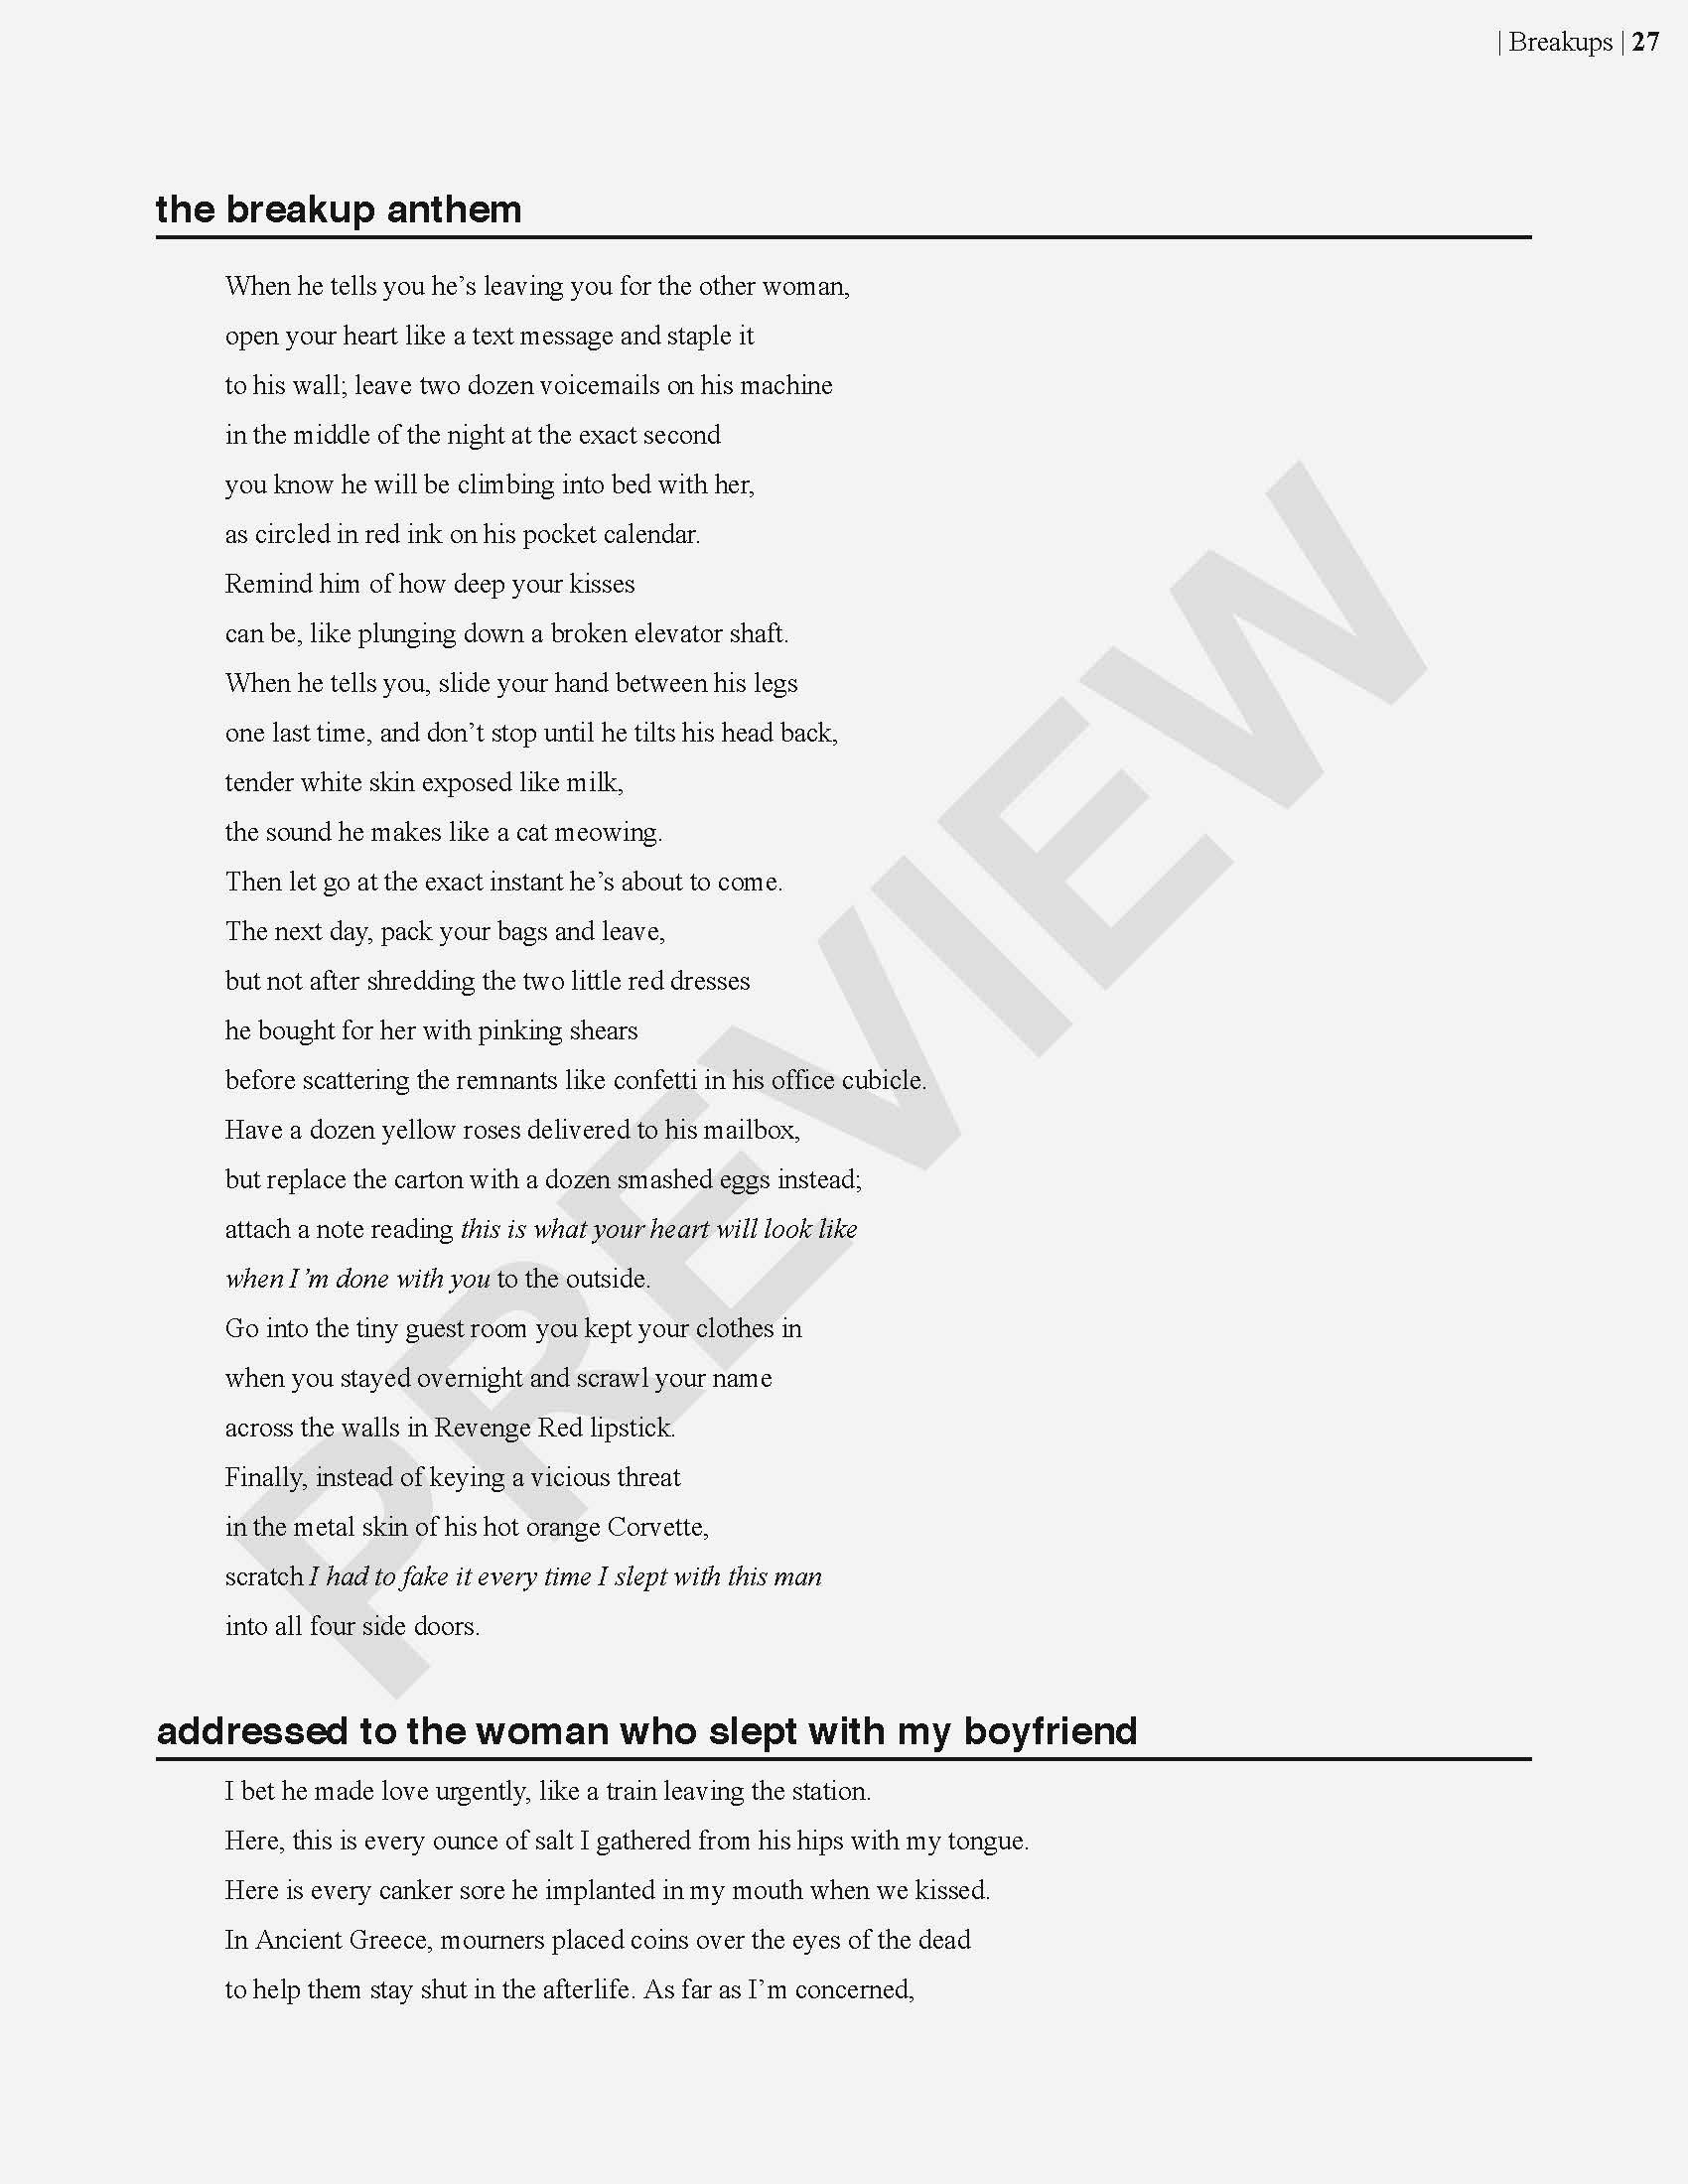 | Breakups | 27
the breakup anthem
When he tells you he’s leaving you for the other woman,
open your heart like a text message and staple it
to his wall; leave two dozen voicemails on his machine
in the middle of the night at the exact second
you know he will be climbing into bed with her,
as circled in red ink on his pocket calendar.
Remind him of how deep your kisses
can be, like plunging down a broken elevator shaft.
When he tells you, slide your hand between his legs
one last time, and don’t stop until he tilts his head back,
tender white skin exposed like milk,
the sound he makes like a cat meowing.
Then let go at the exact instant he’s about to come.
The next day, pack your bags and leave,
but not after shredding the two little red dresses
he bought for her with pinking shears
before scattering the remnants like confetti in his office cubicle.
Have a dozen yellow roses delivered to his mailbox,
but replace the carton with a dozen smashed eggs instead;
attach a note reading this is what your heart will look like
when I’m done with you to the outside.
Go into the tiny guest room you kept your clothes in
when you stayed overnight and scrawl your name
across the walls in Revenge Red lipstick.
Finally, instead of keying a vicious threat
in the metal skin of his hot orange Corvette,
scratch I had to fake it every time I slept with this man
into all four side doors.
addressed to the woman who slept with my boyfriend
I bet he made love urgently, like a train leaving the station.
Here, this is every ounce of salt I gathered from his hips with my tongue.
Here is every canker sore he implanted in my mouth when we kissed.
In Ancient Greece, mourners placed coins over the eyes of the dead
to help them stay shut in the afterlife. As far as I’m concerned,
PREVIEW